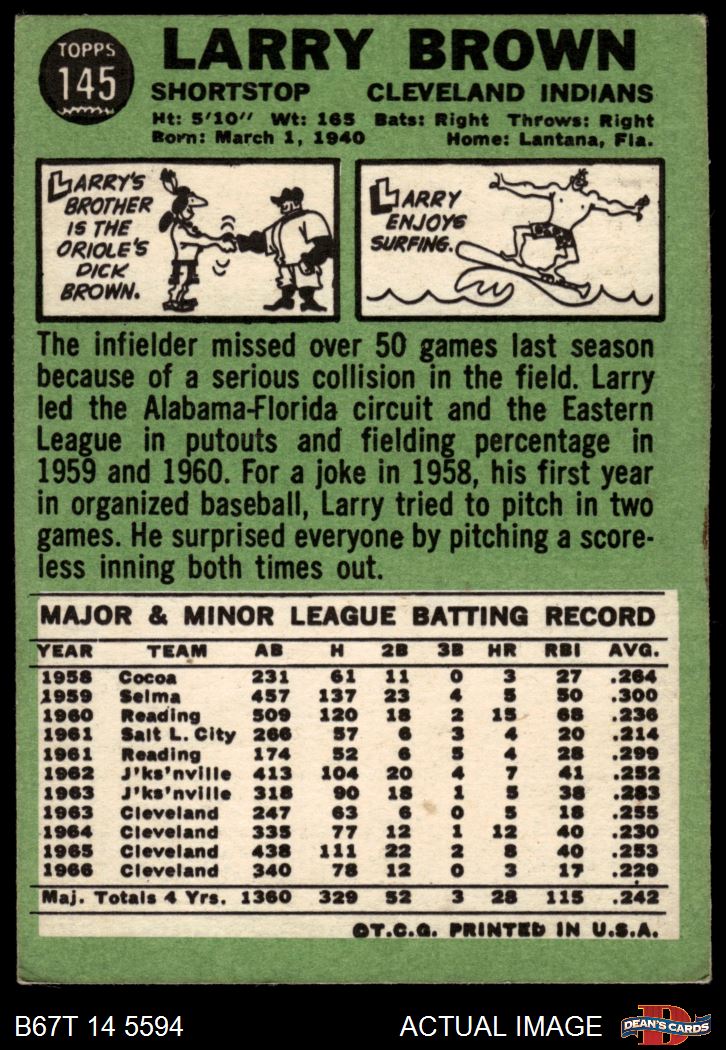 TOPPS
145
LARRY BROWN
SHORTSTOP CLEVELAND INDIANS
Ht: 5'10" Wt: 165 Bats: Right Throws: Right
Born: March 1, 1940 Home: Lantana, Fla.
LARRY'S
BROTHER
IS THE
ORIOLE'S
DICK
BROWN.
LARRY
ENJOYS
SURFING.
The infielder missed over 50 games last season
because of a serious collision in the field. Larry
led the Alabama-Florida circuit and the Eastern
League in putouts and fielding percentage in
1959 and 1960. For a joke in 1958, his first year
in organized baseball, Larry tried to pitch in two
games. He surprised everyone by pitching a score-
less inning both times out.
MAJOR & MINOR LEAGUE BATTING RECORD
YEAR TEAM AB H 2B 3B HR RBI AVG.
1958 Cocoa 231 61 11 0 3 27 .264
1959 Selma 457 137 23 4 5 50 .300
1960 Reading 509 120 18 2 15 68 .236
1961 Salt L. City 266 57 6 3 4 20 .214
1961 Reading 174 52 6 5 4 28 .299
1962 J'ks'nville 413 104 20 4 7 41 .252
1963 J'ks'nville 318 90 18 1 5 38 .283
1963 Cleveland 247 63 6 0 5 18 .255
1964 Cleveland 335 77 12 1 12 40 .230
1965 Cleveland 438 111 22 2 8 40 .253
1966 Cleveland 340 78 12 0 3 17 .229
Maj. Totals 4 Yrs. 1360 329 52 3 28 115 .242
©T.C.G. PRINTED IN U.S.A.
B67T 14 5594 ACTUAL IMAGE
DEAN'S CARDS